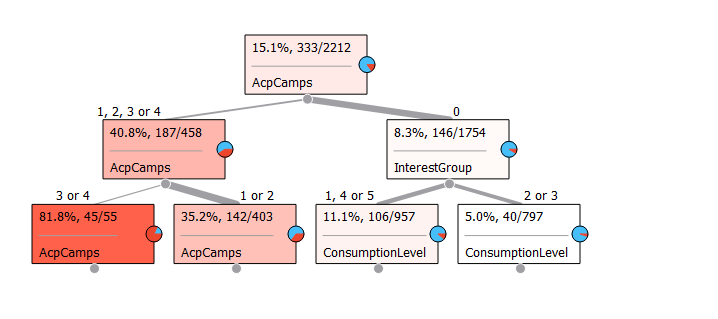 15.1%, 333/2212
AcpCamps
1, 2, 3 or 4
0
40.8%, 187/458
AcpCamps
8.3%, 146/1754
InterestGroup
3 or 4
1 or 2
1, 4 or 5
2 or 3
81.8%, 45/55
AcpCamps
35.2%, 142/403
AcpCamps
11.1%, 106/957
ConsumptionLevel
5.0%, 40/797
ConsumptionLevel